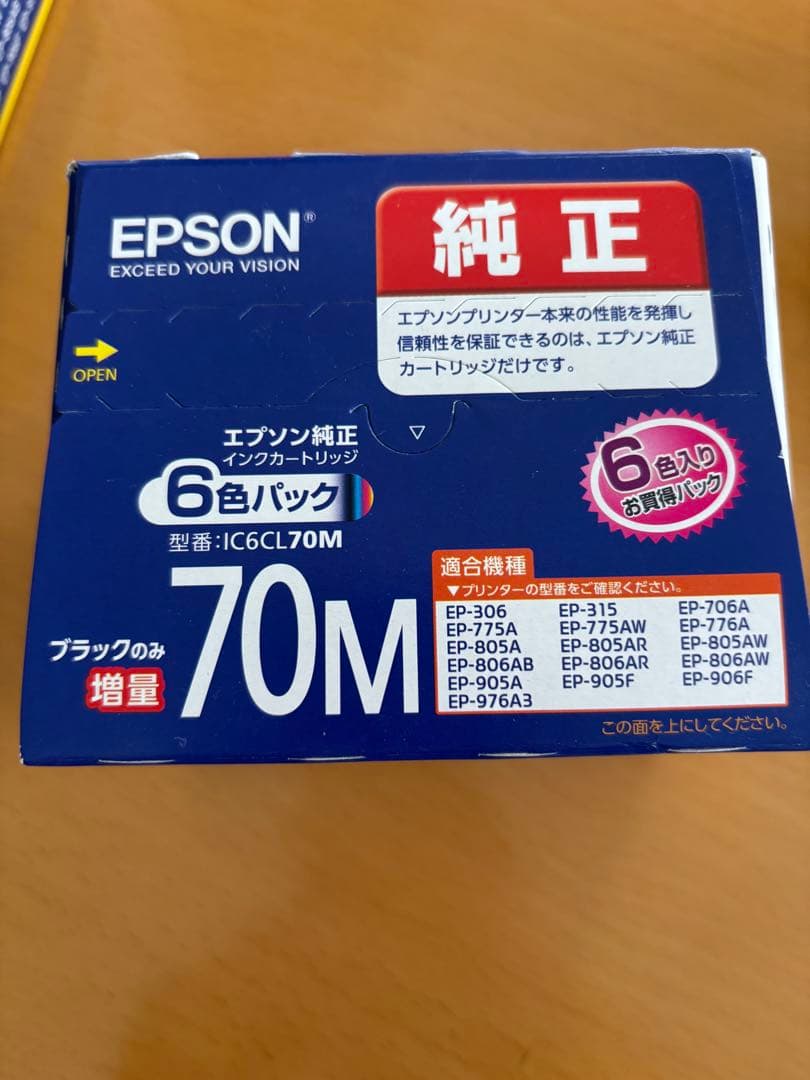 EPSON®
EXCEED YOUR VISION
純正
エプソンプリンター本来の性能を発揮し
信頼性を保証できるのは、エプソン純正
カートリッジだけです。
OPEN
エプソン純正
インクカートリッジ
6色パック
型番:IC6CL70M
6色入り
お買得パック
ブラックのみ
増量
70M
適合機種
▼プリンターの型番をご確認ください。
EP-306 EP-315 EP-706A
EP-775A EP-775AW EP-776A
EP-805A EP-805AR EP-805AW
EP-806AB EP-806AR EP-806AW
EP-905A EP-905F EP-906F
EP-976A3
この面を上にしてください。